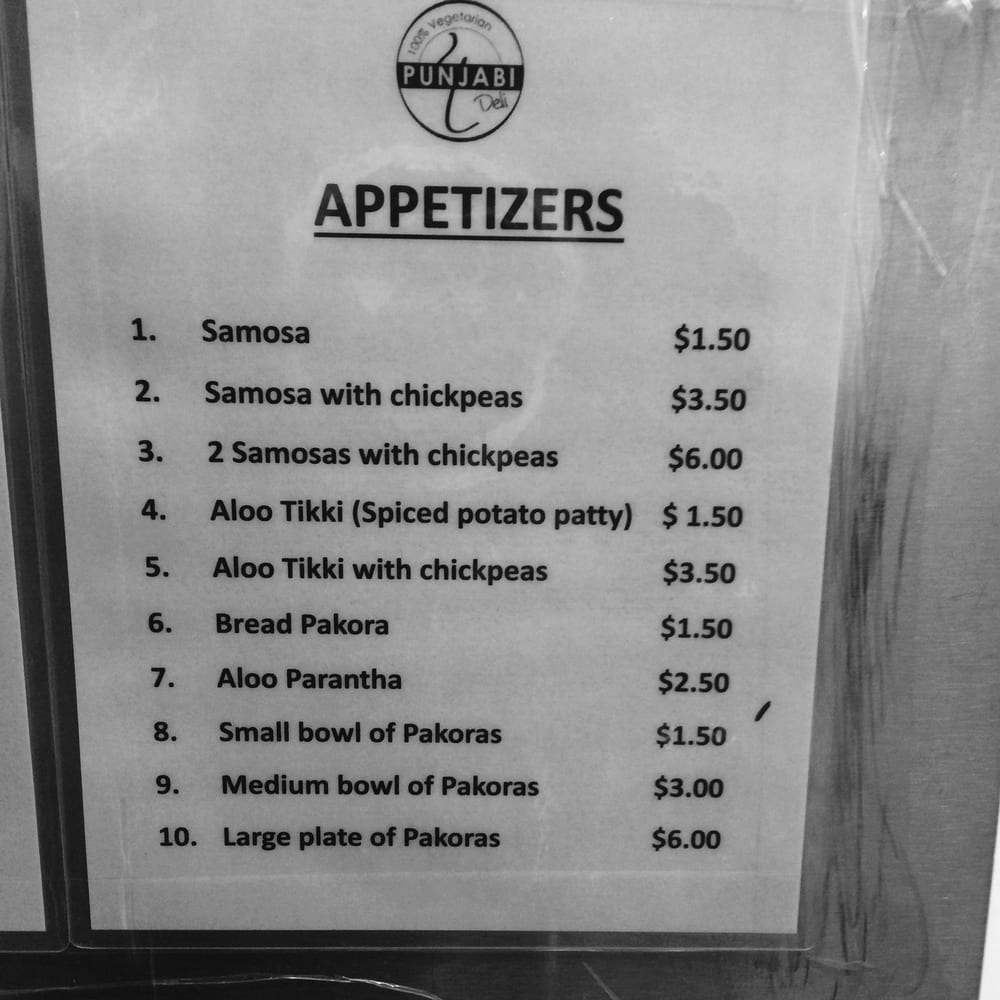 100% Vegetarian
PUNJABI
Deli
APPETIZERS
1. Samosa $1.50
2. Samosa with chickpeas $3.50
3. 2 Samosas with chickpeas $6.00
4. Aloo Tikki (Spiced potato patty) $ 1.50
5. Aloo Tikki with chickpeas $3.50
6. Bread Pakora $1.50
7. Aloo Parantha $2.50
8. Small bowl of Pakoras $1.50
9. Medium bowl of Pakoras $3.00
10. Large plate of Pakoras $6.00